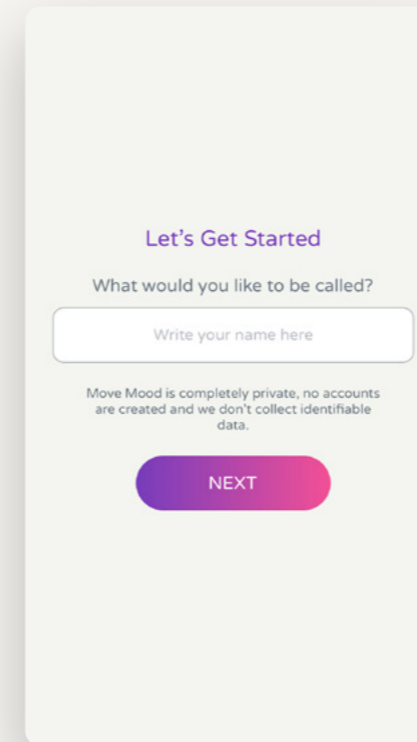 Let's Get Started
What would you like to be called?
Write your name here
Move Mood is completely private, no accounts
are created and we don't collect identifiable
data.
NEXT